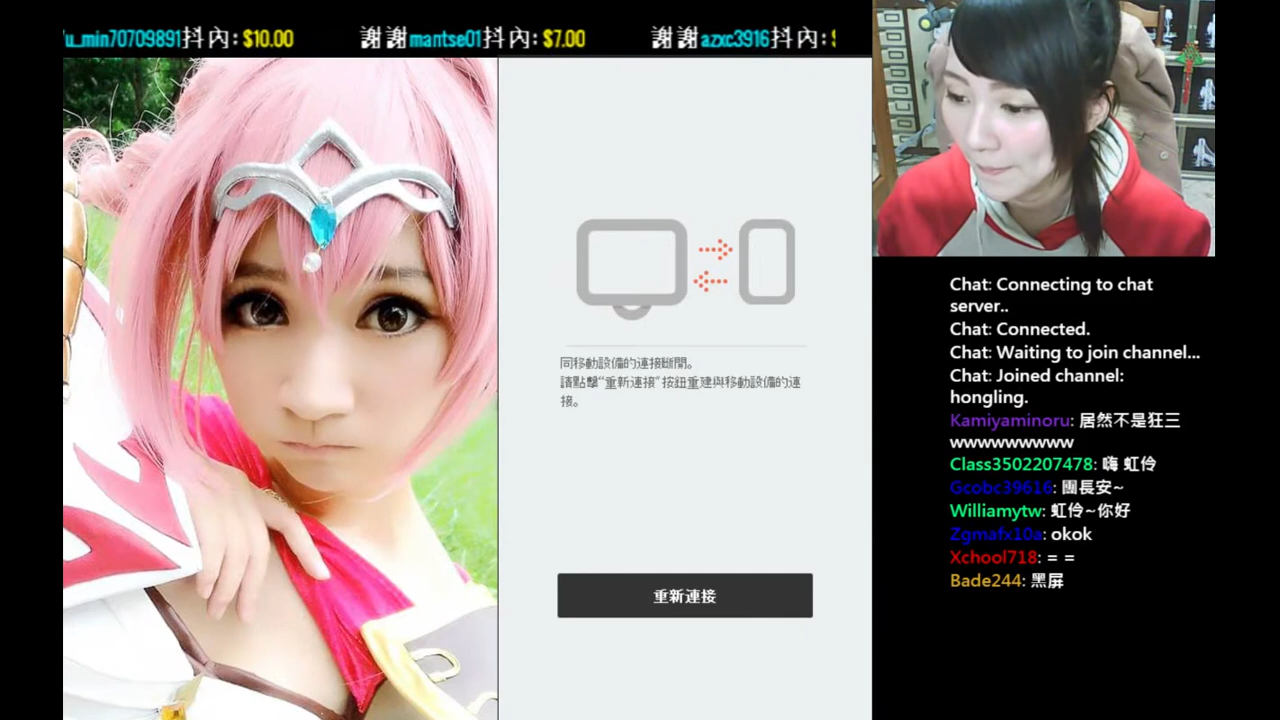 u_min70709891抖內: $10.00 謝謝mantse01抖內: $7.00 謝謝azxc3916抖內: $
同移動設備的連接斷開。
請點擊“重新連接”按鈕重建與移動設備的連
接。
重新連接
Chat: Connecting to chat
server..
Chat: Connected.
Chat: Waiting to join channel...
Chat: Joined channel:
hongling.
Kamiyaminoru: 居然不是狂三
wwwwwwwwww
Class3502207478: 嗨 虹伶
Gcobc39616: 團長安~
Williamytw: 虹伶~你好
Zgmafx10a: okok
Xchool718: = =
Bade244: 黑屏